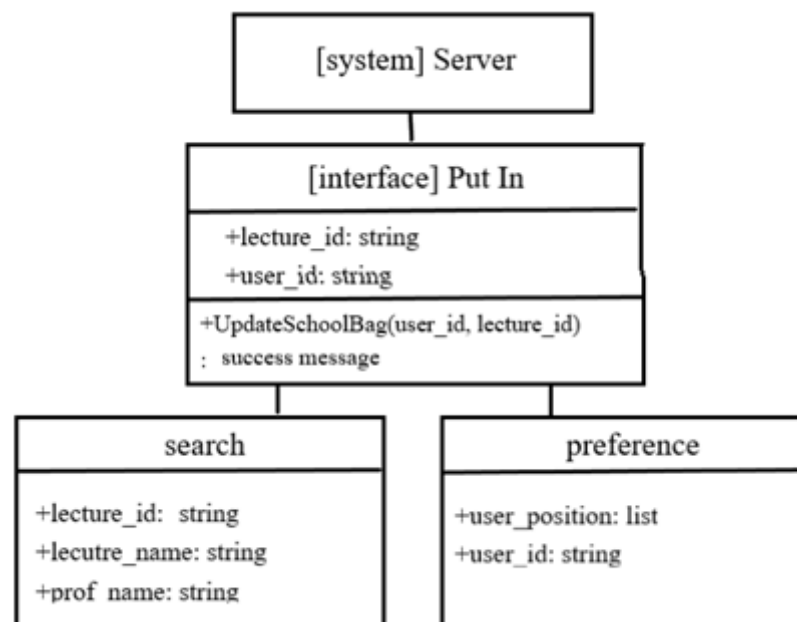 [system] Server
[interface] Put In
+lecture_id: string
+user_id: string
+UpdateSchoolBag(user_id, lecture_id)
: success message
search
+lecture_id: string
+lecutre_name: string
+prof_name: string
preference
+user_position: list
+user_id: string